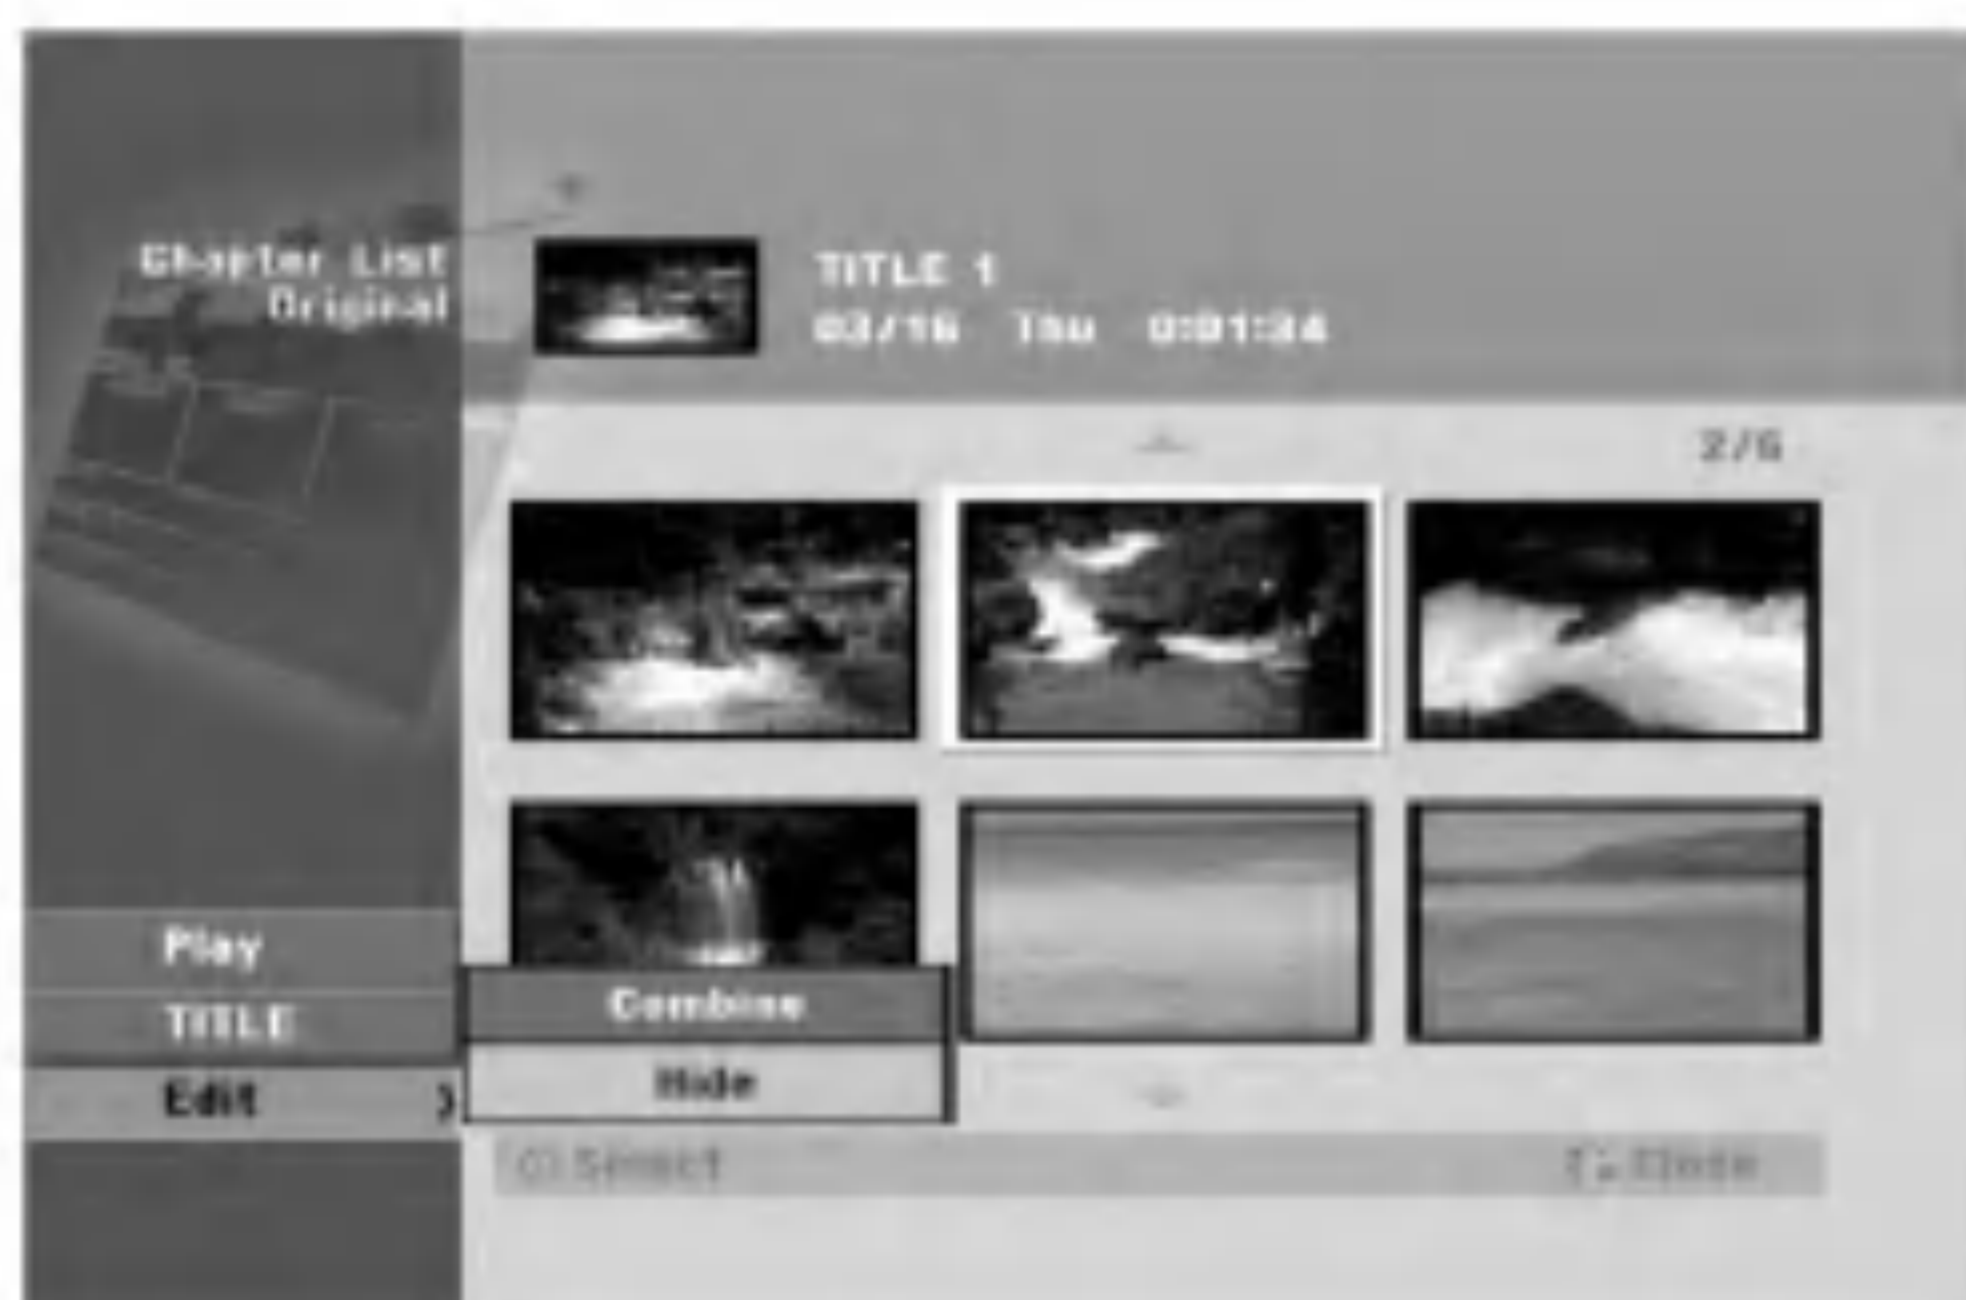 Chapter List
Original
TITLE 1
03/16 Thu 0:01:34
2/6
Play
TITLE
Edit
Combine
Hide
Select
Close